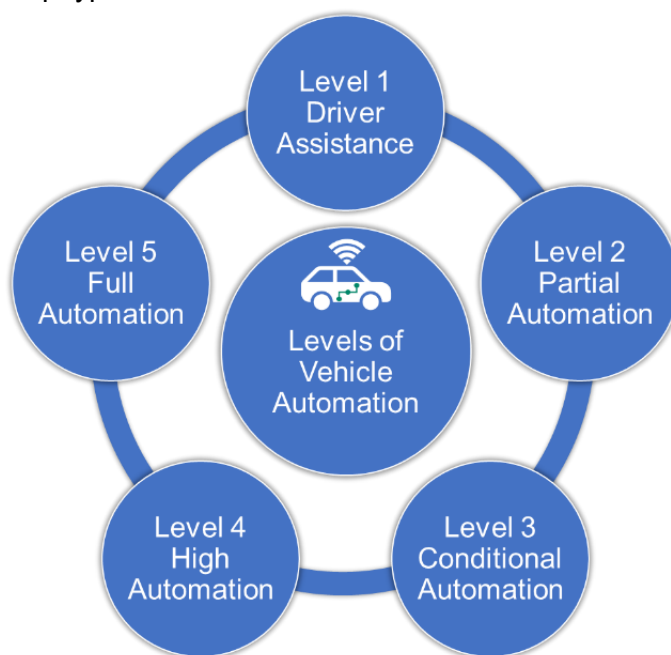 Level 1
Driver
Assistance
Level 2
Partial
Automation
Level 3
Conditional
Automation
Level 4
High
Automation
Level 5
Full
Automation
Levels of
Vehicle
Automation